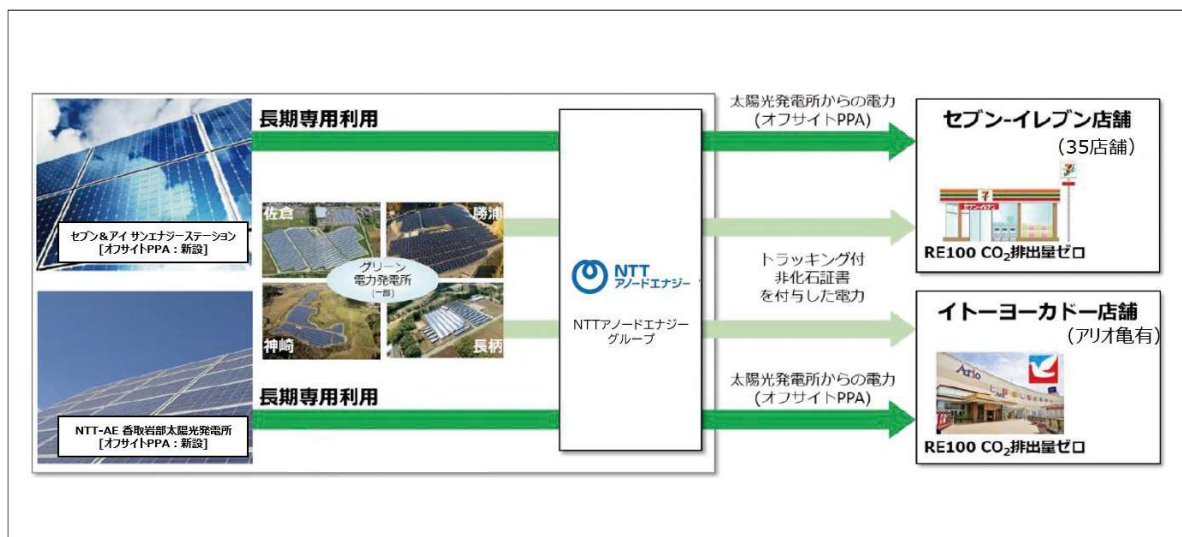 長期専用利用
セブン&アイ サンエナジーステーション
[オフサイトPPA：新設]
佐倉
勝浦
グリーン
電力発電所
(一部)
神崎
長柄
長期専用利用
NTT-AE 香取岩部太陽光発電所
[オフサイトPPA：新設]
NTT
アノードエナジー
NTTアノードエナジー
グループ
太陽光発電所からの電力
(オフサイトPPA)
トラッキング付
非化石証書
を付与した電力
太陽光発電所からの電力
(オフサイトPPA)
セブン-イレブン店舗
（35店舗）
7
セブン-イレブン
RE100 CO₂排出量ゼロ
イトーヨーカドー店舗
(アリオ亀有)
Ario
RE100 CO₂排出量ゼロ